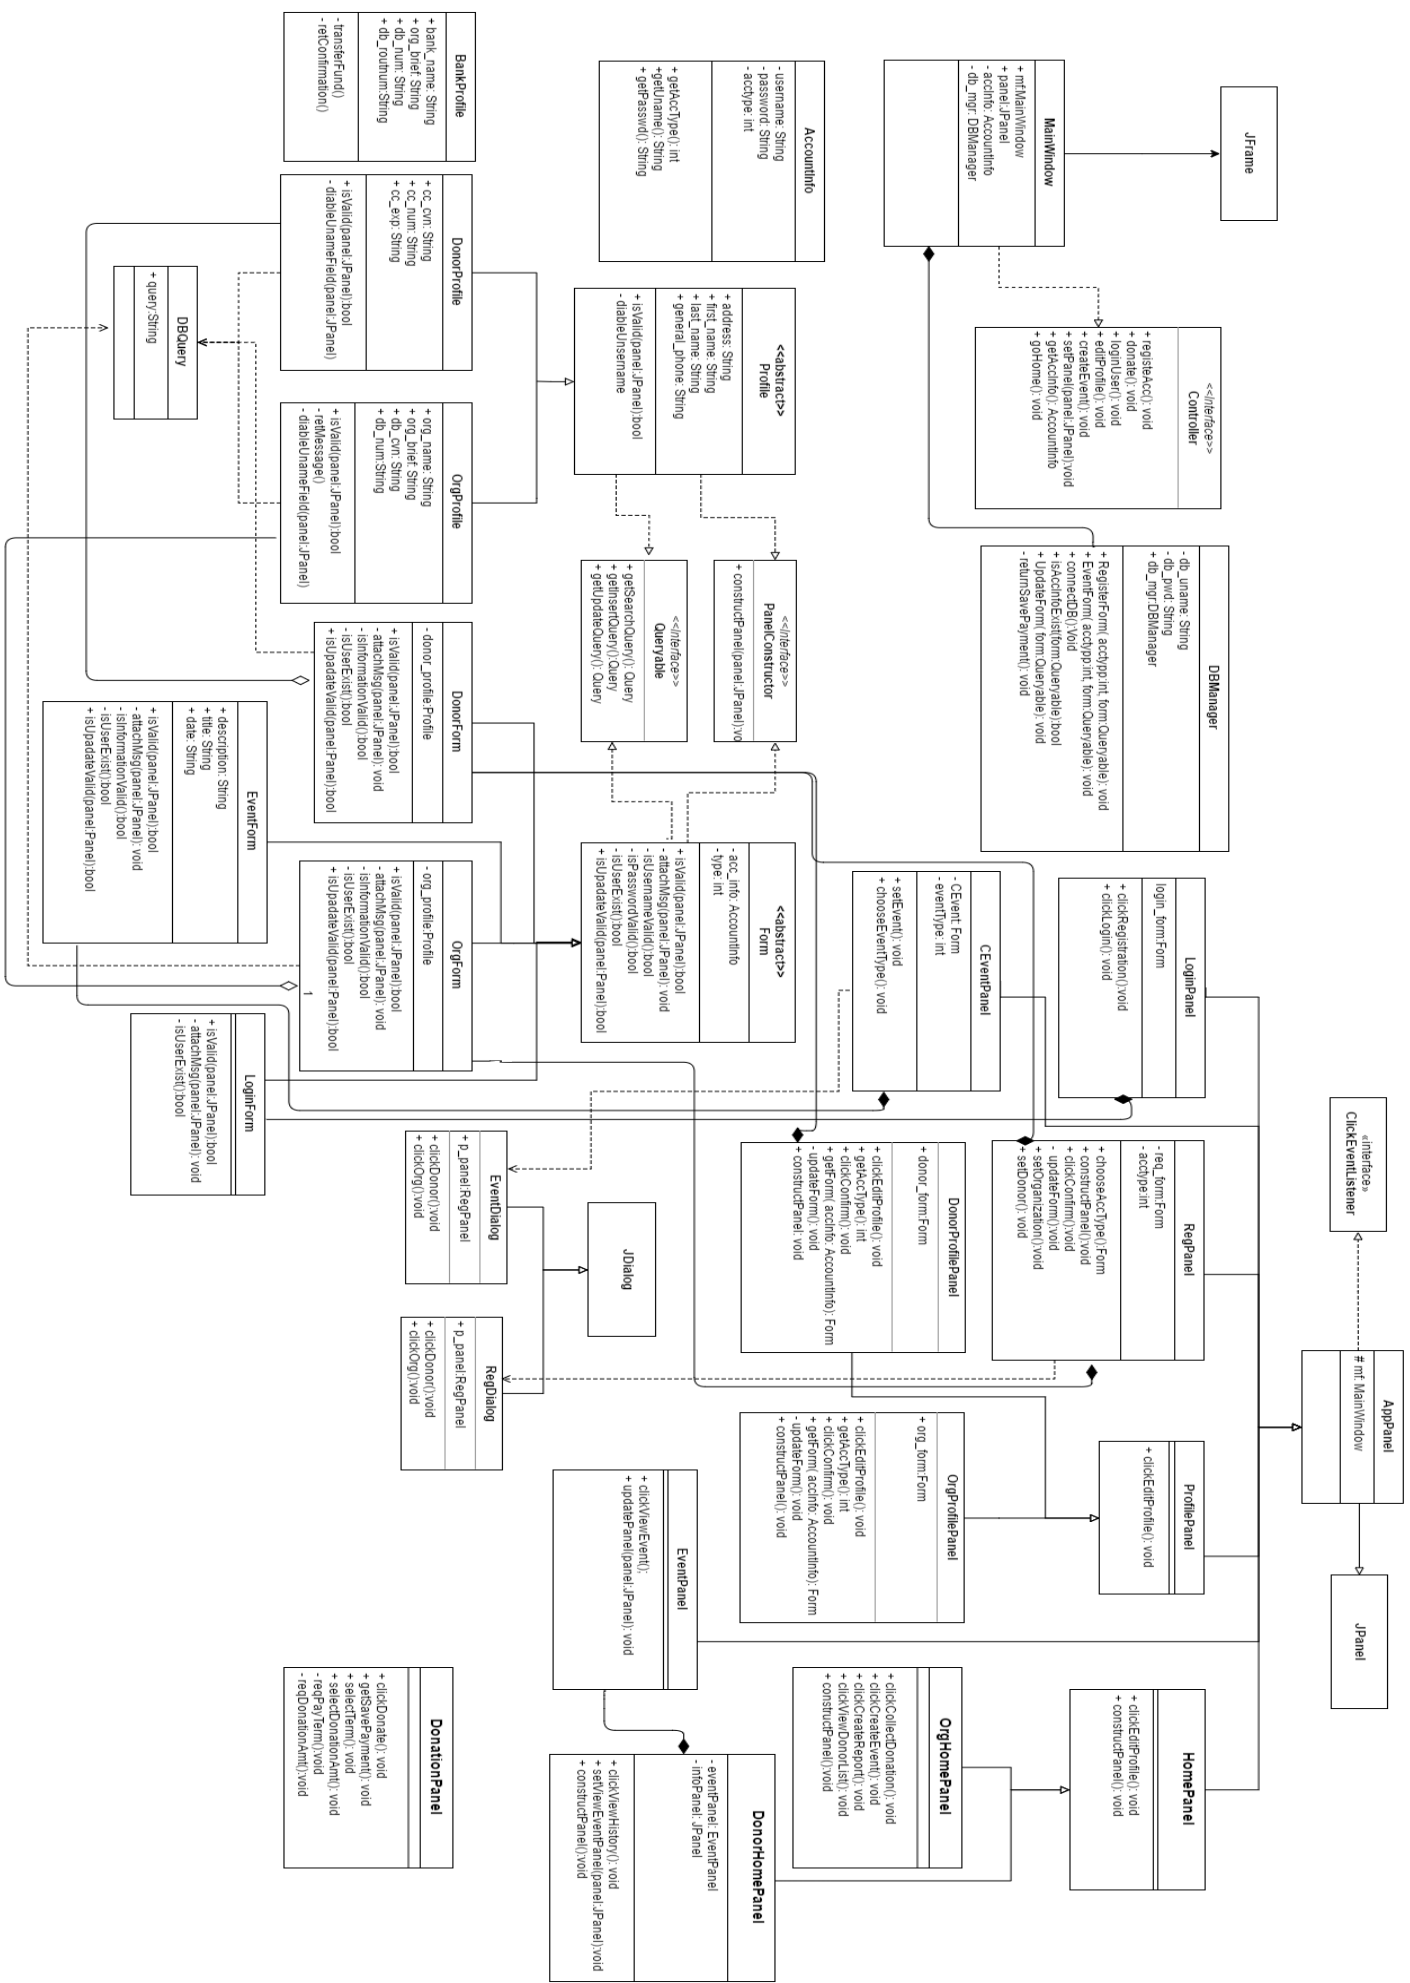 JFrame
MainWindow
+ mf:MainWindow
+ panel:JPanel
- accInfo: AccountInfo
- db_mgr: DBManager
<<Interface>>
Controller
+ registeAcc(): void
+ donate(): void
+ loginUser(): void
+ editProfile(): void
+ createEvent(): void
+ setPanel(panel:JPanel):void
+ getAccInfo(): AccountInfo
+ goHome(): void
DBManager
- db_uname: String
- db_pwd: String
+ db_mgr:DBManager
+ RegisterForm( acctypp:int, form:Queryable): void
+ EventForm( acctypp:int, form:Queryable): void
+ connectDB():Void
+ isAccInfoExist(form:Queryable):bool
+ UpdateForm( form:Queryable): void
- returnSavePayment(): void
LoginPanel
login_form:Form
+ clickRegistration():void
+ clickLogin(): void
«interface»
ClickEventListener
AppPanel
# mf: MainWindow
JPanel
RegPanel
- req_form:Form
- acctype:int
+ chooseAccType():Form
+ constructPanel():void
+ clickConfirm():void
- updateForm():void
+ setOrganization():void
+ setDonor(): void
ProfilePanel
+ clickEditProfile(): void
HomePanel
+ clickEditProfile(): void
+ constructPanel(): void
CEventPanel
- CEvent: Form
- eventType: int
+ setEvent(): void
+ chooseEventType(): void
DonorProfilePanel
+ donor_form:Form
+ clickEditProfile(): void
+ getAccType(): int
+ clickConfirm(): void
+ getForm( accInfo: AccountInfo): Form
- updateForm(): void
+ constructPanel: void
OrgProfilePanel
+ org_form:Form
+ clickEditProfile(): void
+ getAccType(): int
+ clickConfirm(): void
+ getForm( accInfo: AccountInfo): Form
- updateForm(): void
+ constructPanel(): void
OrgHomePanel
+ clickCollectDonation(): void
+ clickCreateEvent(): void
+ clickCreateReport(): void
+ clickViewDonorList(): void
+ constructPanel():void
AccountInfo
- username: String
- password: String
- acctype: int
+ getAccType(): int
+getUname(): String
+ getPasswd(): String
<<abstract>>
Profile
+ address: String
+ first_name: String
+ last_name: String
+ general_phone: String
+ isValid(panel:JPanel):bool
- diableUnsername
<<Interface>>
PanelConstructor
+ constructPanel(panel:JPanel):vo
<<Interface>>
Queryable
+ getSearchQuery(): Query
+ getInsertQuery():Query
+ getUpdateQuery(): Query
<<abstract>>
Form
- acc_info: AccountInfo
- type: int
+ isValid(panel:JPanel):bool
- attachMsg(panel:JPanel): void
- isUsernameValid():bool
- isPasswordValid():bool
- isUserExist():bool
+ isUpadateValid(panel:Panel):bool
JDialog
EventPanel
+ clickViewEvent();
+ updatePanel(panel:JPanel): void
DonorHomePanel
- eventPanel: EventPanel
- infoPanel: JPanel
+ clickViewHistory(): void
+ setViewEventPanel(panel:JPanel):void
+ constructPanel():void
BankProfile
+ bank_name: String
+ org_brief: String
+ db_num: String
+ db_routnum:String
- transferFund()
- retConfirmation()
DonorProfile
+ cc_cvn: String
+ cc_num: String
+ cc_exp: String
+ isValid(panel:JPanel):bool
- diableUnameField(panel:JPanel)
OrgProfile
+ org_name: String
+ org_brief: String
+ db_cvn: String
+ db_num:String
+isValid(panel:JPanel):bool
- retMessage()
- diableUnameField(panel:JPanel)
DonorForm
- donor_profile:Profile
+ isValid(panel:JPanel):bool
- attachMsg(panel:JPanel): void
- isInformationValid():bool
- isUserExist():bool
+ isUpadateValid(panel:Panel):bool
OrgForm
- org_profile:Profile
+ isValid(panel:JPanel):bool
- attachMsg(panel:JPanel): void
- isInformationValid():bool
- isUserExist():bool
+ isUpadateValid(panel:JPanel):bool
1
EventDialog
+ p_panel:RegPanel
+ clickDonor():void
+ clickOrg():void
RegDialog
+ p_panel:RegPanel
+ clickDonor():void
+ clickOrg():void
DonationPanel
+ clickDonate(): void
+ getSavePayment(): void
+ selectTerm(): void
+ selectDonationAmt(): void
- reqPayTerm():void
- reqDonationAmt():void
DBQuery
+ query:String
EventForm
+ description: String
+ title: String
+ date: String
+ isValid(panel:JPanel):bool
- attachMsg(panel:JPanel): void
- isInformationValid():bool
- isUserExist():bool
+ isUpadateValid(panel:Panel):bool
LoginForm
+ isValid(panel:JPanel):bool
- attachMsg(panel:JPanel): void
- isUserExist():bool